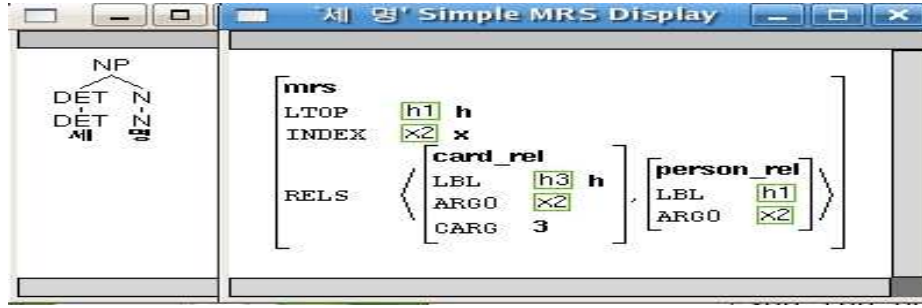 '세 명' Simple MRS Display
NP
DET N
DET N
세 명
mrs
LTOP h1 h
INDEX x2 x
RELS
card_rel
LBL h3 h
ARG0 x2
CARG 3
,
person_rel
LBL h1
ARG0 x2